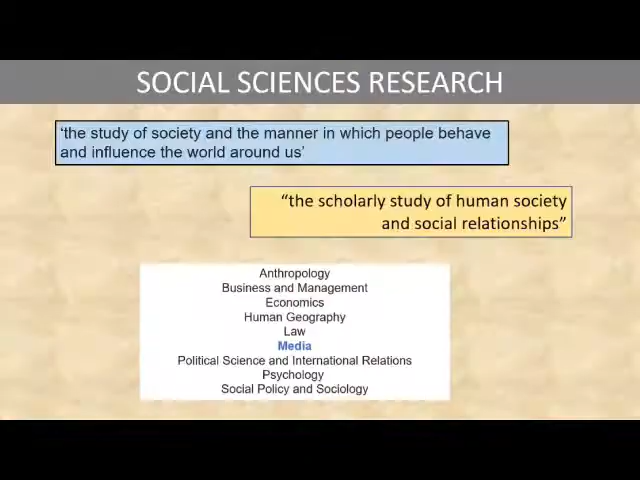 SOCIAL SCIENCES RESEARCH
‘the study of society and the manner in which people behave
and influence the world around us’
“the scholarly study of human society
and social relationships”
Anthropology
Business and Management
Economics
Human Geography
Law
Media
Political Science and International Relations
Psychology
Social Policy and Sociology